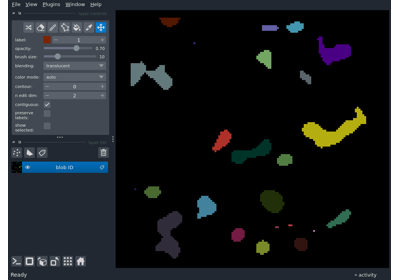 File View Plugins Window Help
label: 1
opacity: 0.70
brush size: 10
blending: translucent
color mode: auto
contour: 0
n edit dim: 2
contiguous:
preserve
labels:
show
selected:
blob ID
Ready
activity